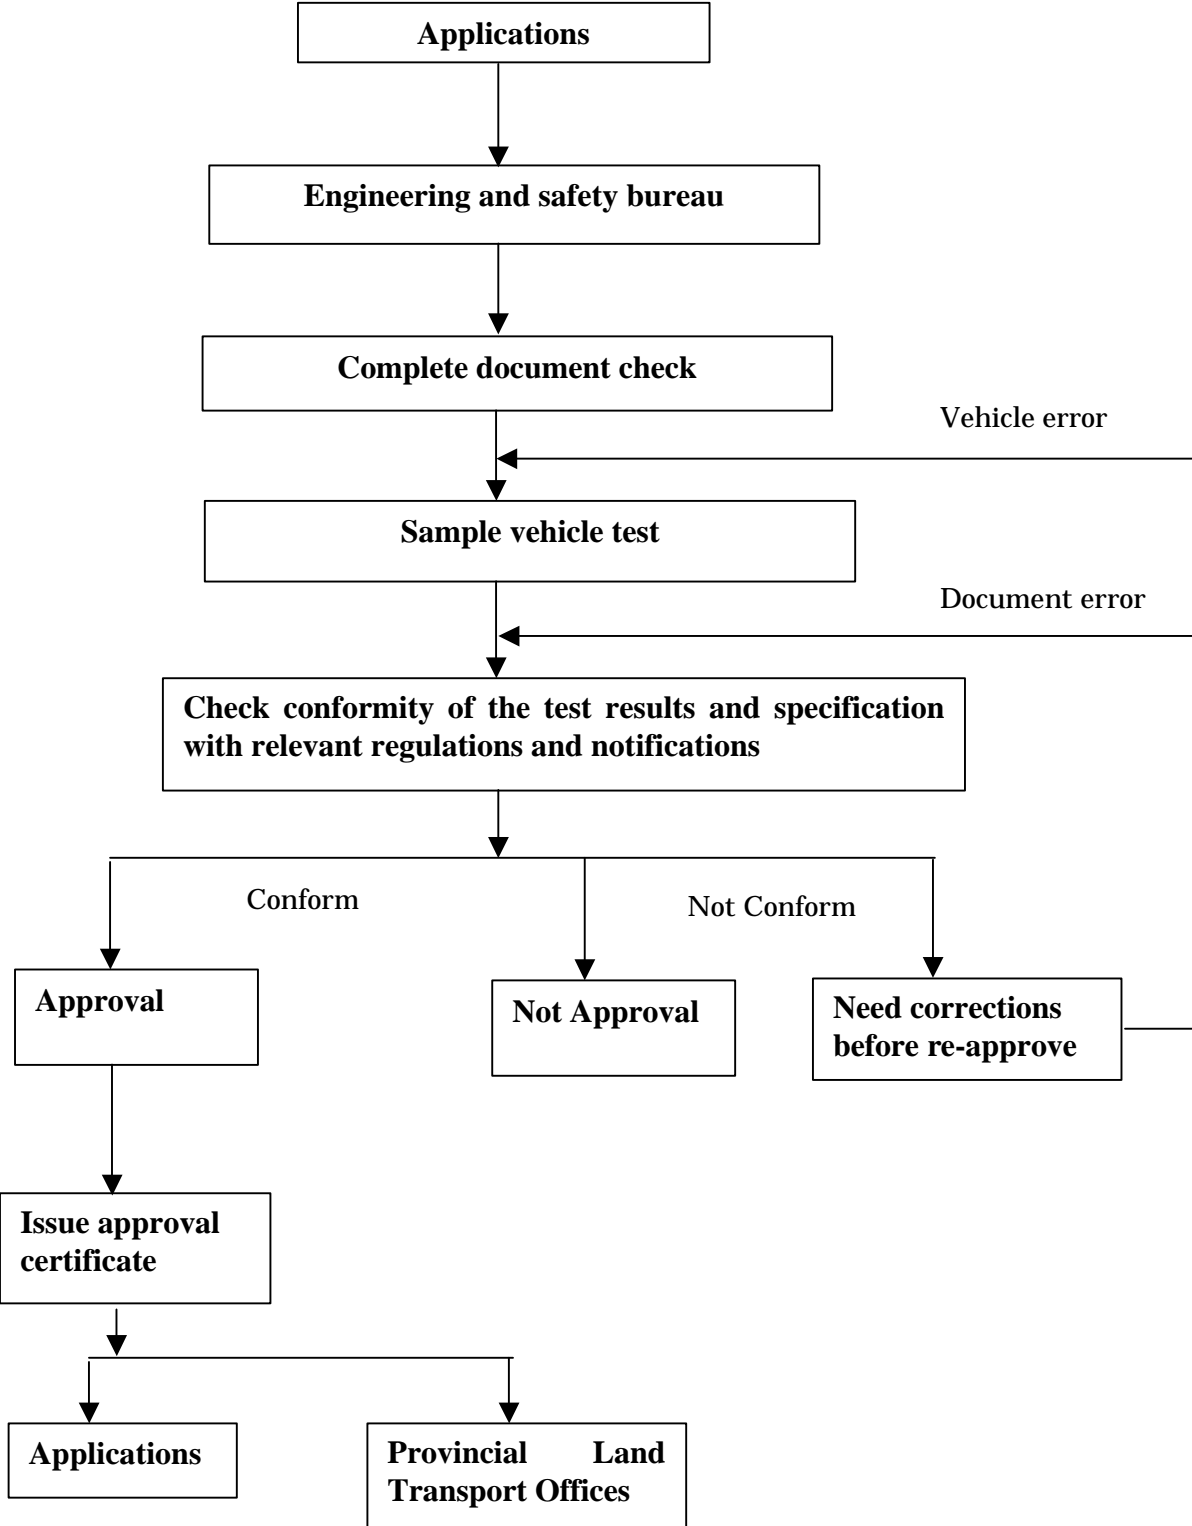 Applications
Engineering and safety bureau
Complete document check
Vehicle error
Sample vehicle test
Document error
Check conformity of the test results and specification
with relevant regulations and notifications
Conform
Not Conform
Approval
Not Approval
Need corrections
before re-approve
Issue approval
certificate
Applications
Provincial Land
Transport Offices